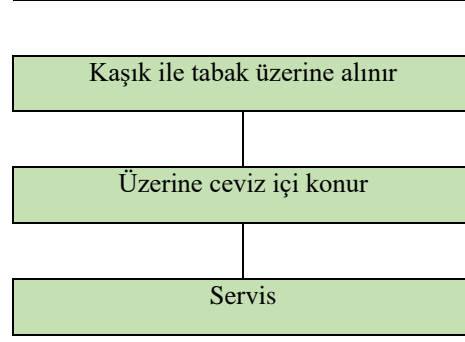 Kaşık ile tabak üzerine alınır
Üzerine ceviz içi konur
Servis